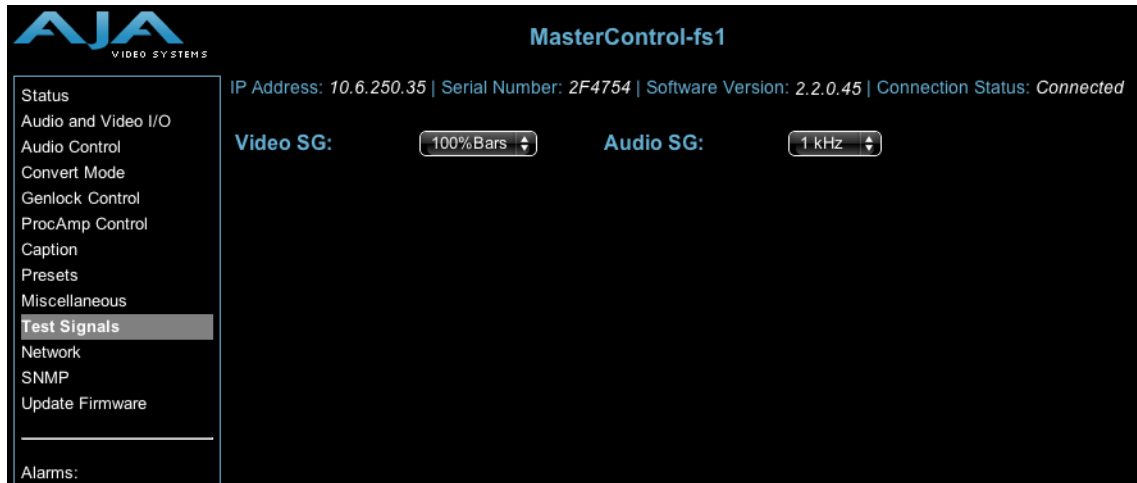 AJA
VIDEO SYSTEMS
MasterControl-fs1
IP Address: 10.6.250.35 | Serial Number: 2F4754 | Software Version: 2.2.0.45 | Connection Status: Connected
Video SG: 100%Bars Audio SG: 1 kHz
Status
Audio and Video I/O
Audio Control
Convert Mode
Genlock Control
ProcAmp Control
Caption
Presets
Miscellaneous
Test Signals
Network
SNMP
Update Firmware
Alarms: